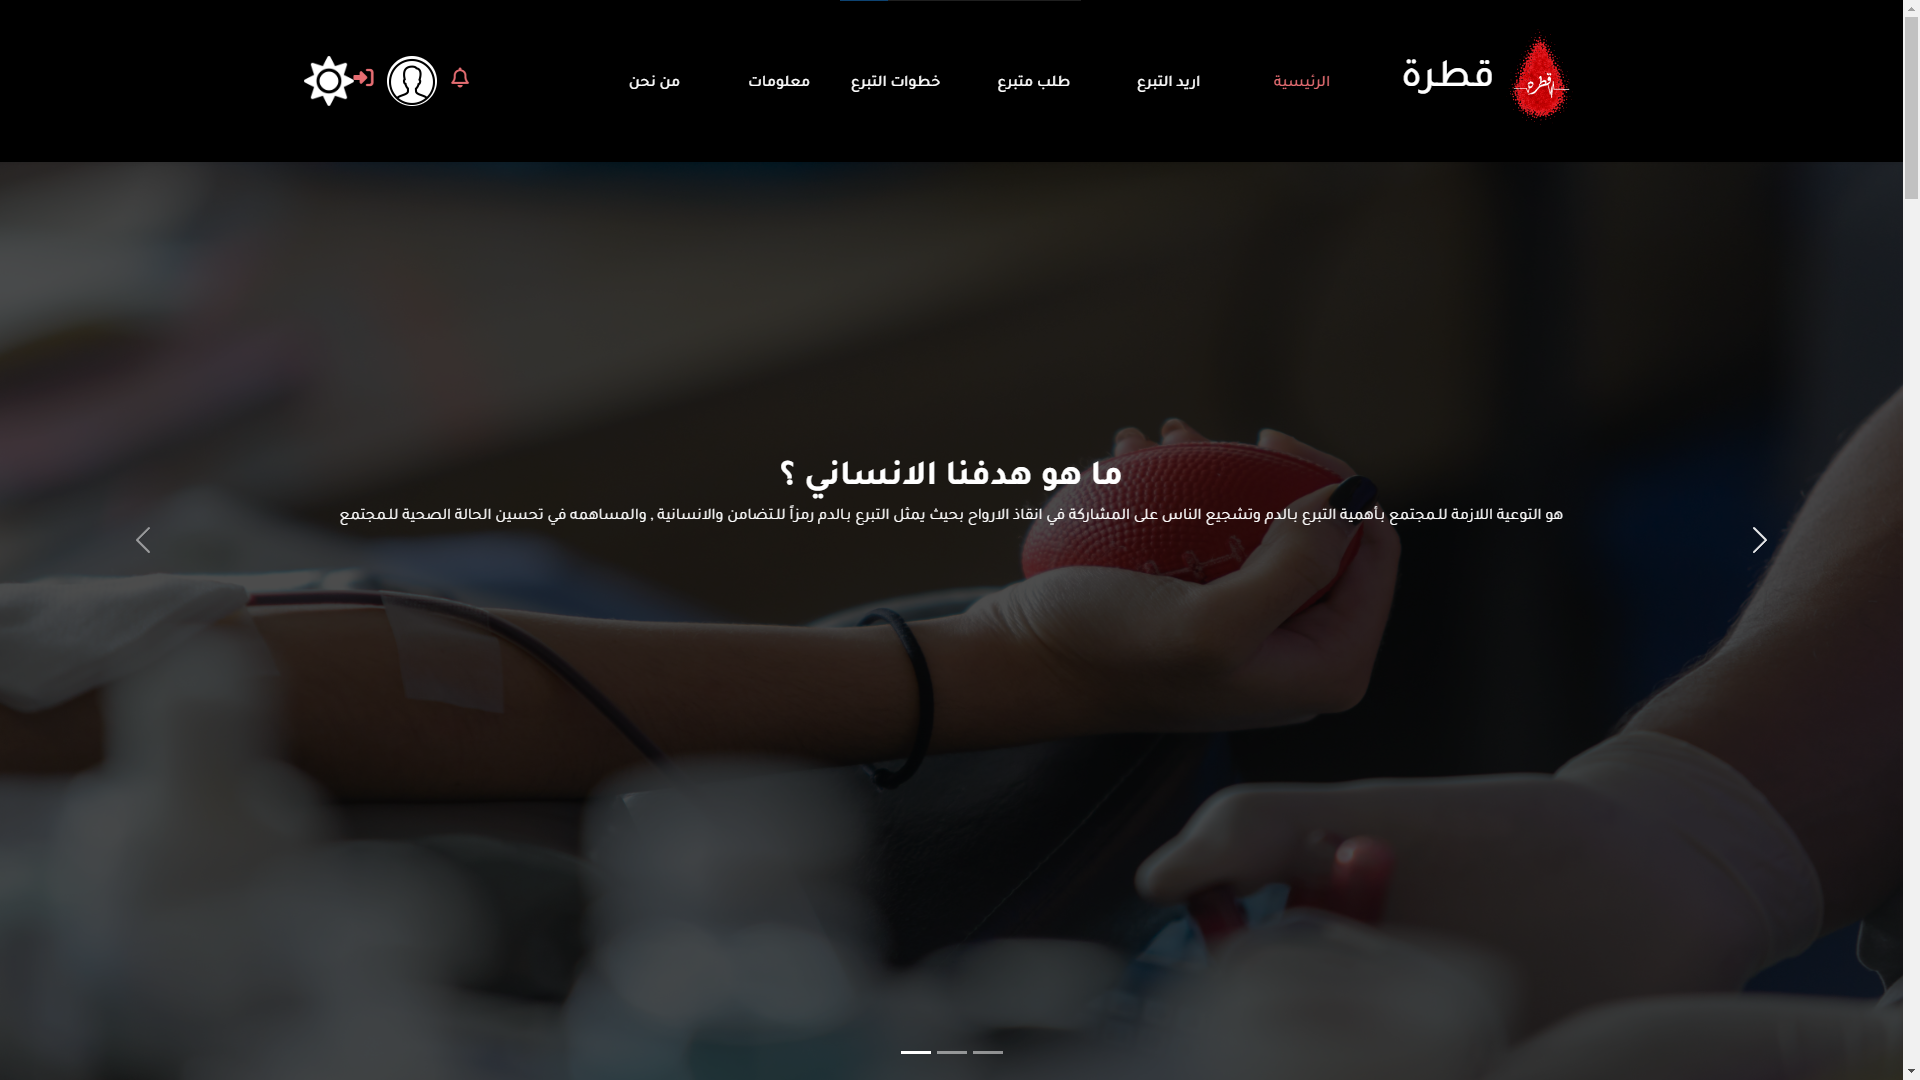 قطره
قطرة
الرئيسية
اريد التبرع
طلب متبرع
خطوات التبرع
معلومات
من نحن
ما هو هدفنا الانساني ؟
هو التوعية اللازمة للمجتمع بأهمية التبرع بالدم وتشجيع الناس على المشاركة في انقاذ الارواح بحيث يمثل التبرع بالدم رمزاً للتضامن والانسانية , والمساهمه في تحسين الحالة الصحية للمجتمع